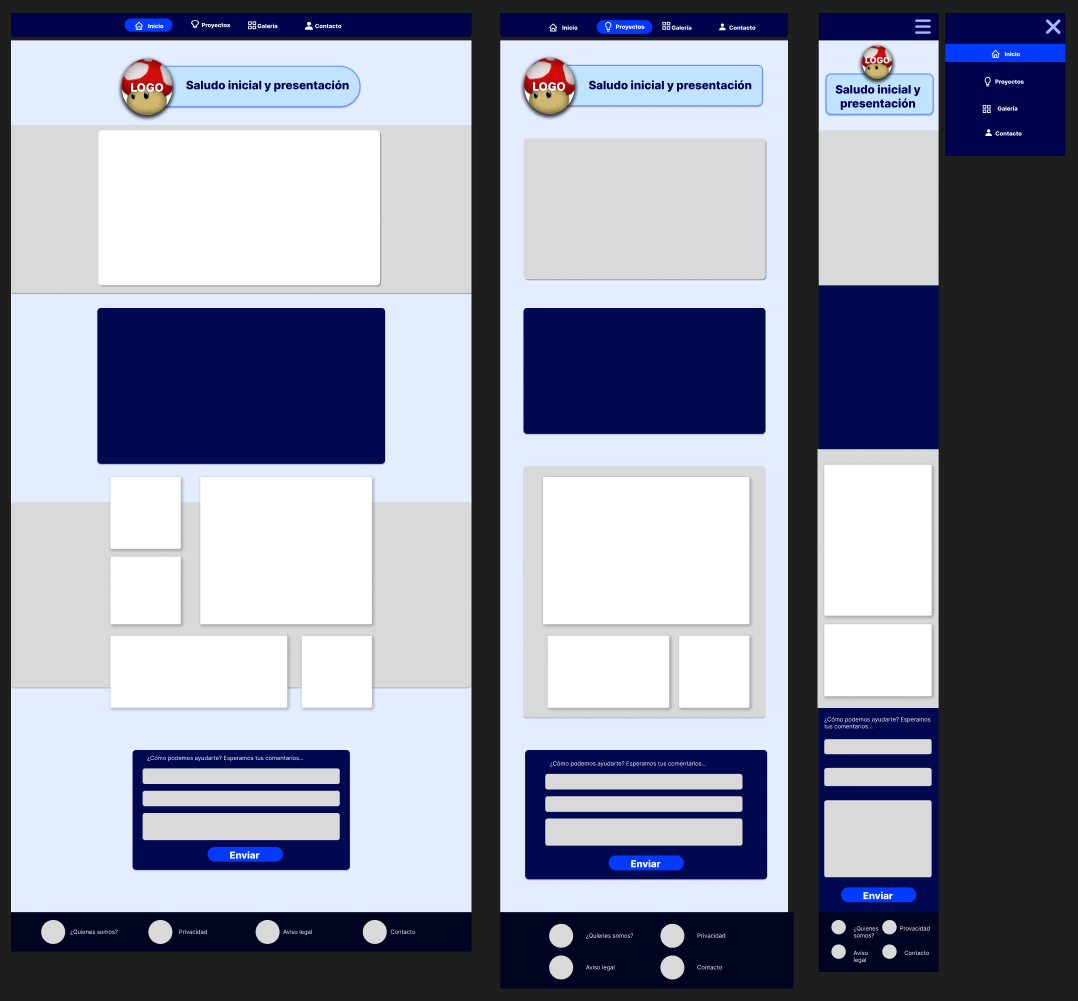 Inicio
Proyectos
Galería
Contacto
LOGO
Saludo inicial y presentación
¿Cómo podemos ayudarte? Esperamos tus comentarios...
Enviar
¿Quienes somos?
Privacidad
Aviso legal
Contacto
Inicio
Proyectos
Galería
Contacto
LOGO
Saludo inicial y presentación
¿Cómo podemos ayudarte? Esperamos tus comentarios...
Enviar
¿Quienes somos?
Privacidad
Aviso legal
Contacto
LOGO
Saludo inicial y
presentación
¿Cómo podemos ayudarte? Esperamos
tus comentarios...
Enviar
¿Quienes
somos?
Provacidad
Aviso
legal
Contacto
Inicio
Proyectos
Galería
Contacto